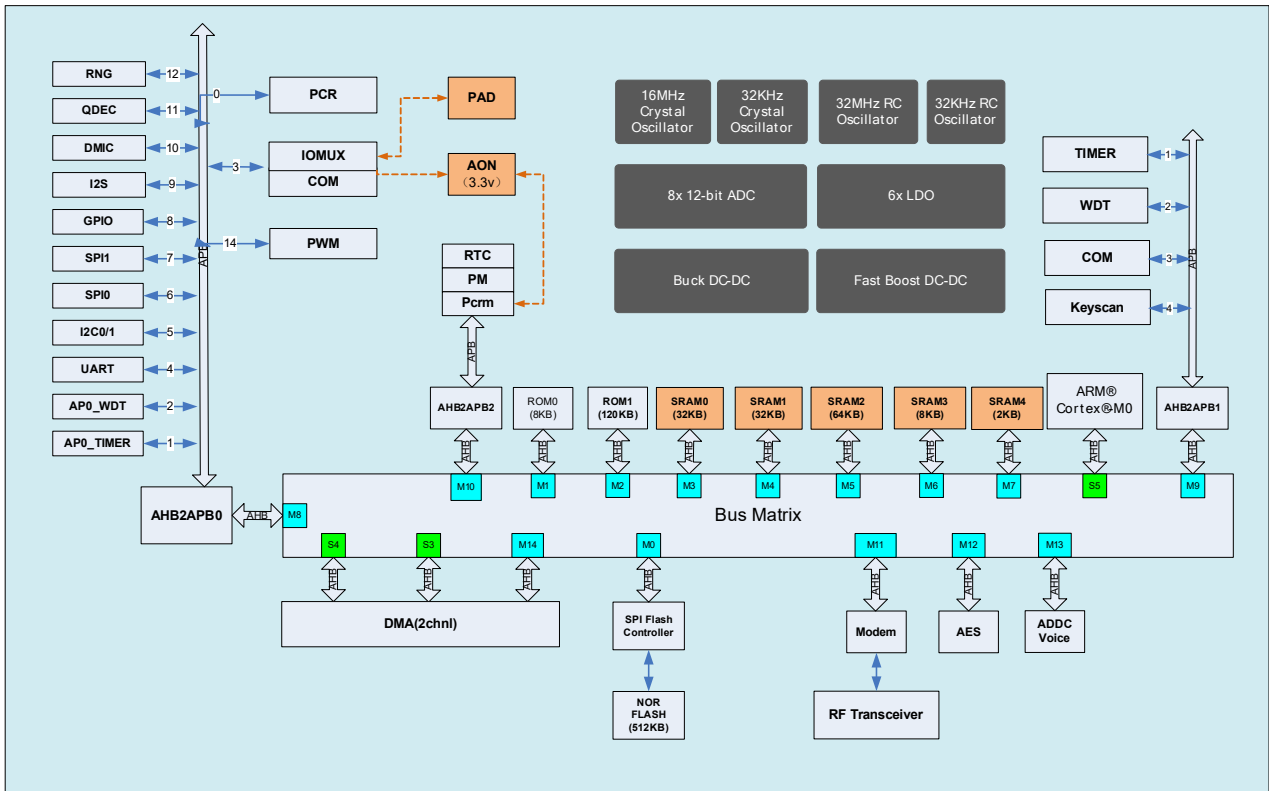 RNG
12
QDEC
11
DMIC
10
I2S
9
GPIO
8
SPI1
7
SPI0
6
I2C0/1
5
UART
4
AP0_WDT
2
AP0_TIMER
1
APB
0
PCR
3
IOMUX
COM
14
PWM
PAD
AON
（3.3v）
RTC
PM
Pcrm
APB
16MHz
Crystal
Oscillator
32KHz
Crystal
Oscillator
32MHz RC
Oscillator
32KHz RC
Oscillator
8x 12-bit ADC
6x LDO
Buck DC-DC
Fast Boost DC-DC
TIMER
1
WDT
2
COM
3
Keyscan
4
APB
AHB2APB2
ROM0
(8KB)
ROM1
(120KB)
SRAM0
(32KB)
SRAM1
(32KB)
SRAM2
(64KB)
SRAM3
(8KB)
SRAM4
(2KB)
ARM®
Cortex®-M0
AHB2APB1
AHB
AHB
AHB
AHB
AHB
AHB
AHB
AHB
AHB
AHB
M10
M1
M2
M3
M4
M5
M6
M7
S5
M9
AHB2APB0
AHB
M8
Bus Matrix
S4
S3
M14
M0
M11
M12
M13
AHB
AHB
AHB
AHB
AHB
AHB
AHB
DMA(2chnl)
SPI Flash
Controller
Modem
AES
ADDC
Voice
NOR
FLASH
(512KB)
RF Transceiver